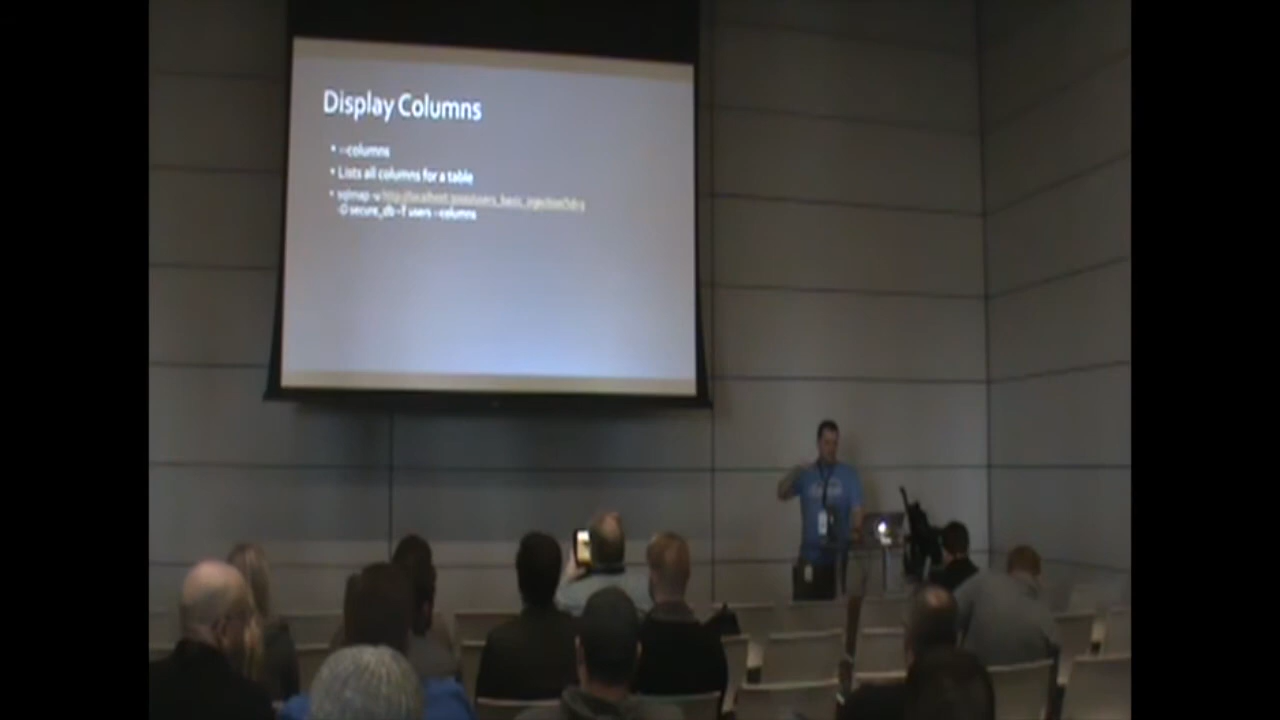 Display Columns
• --columns
• Lists all columns for a table
• sqlmap -u
-D secure_db -T users --columns